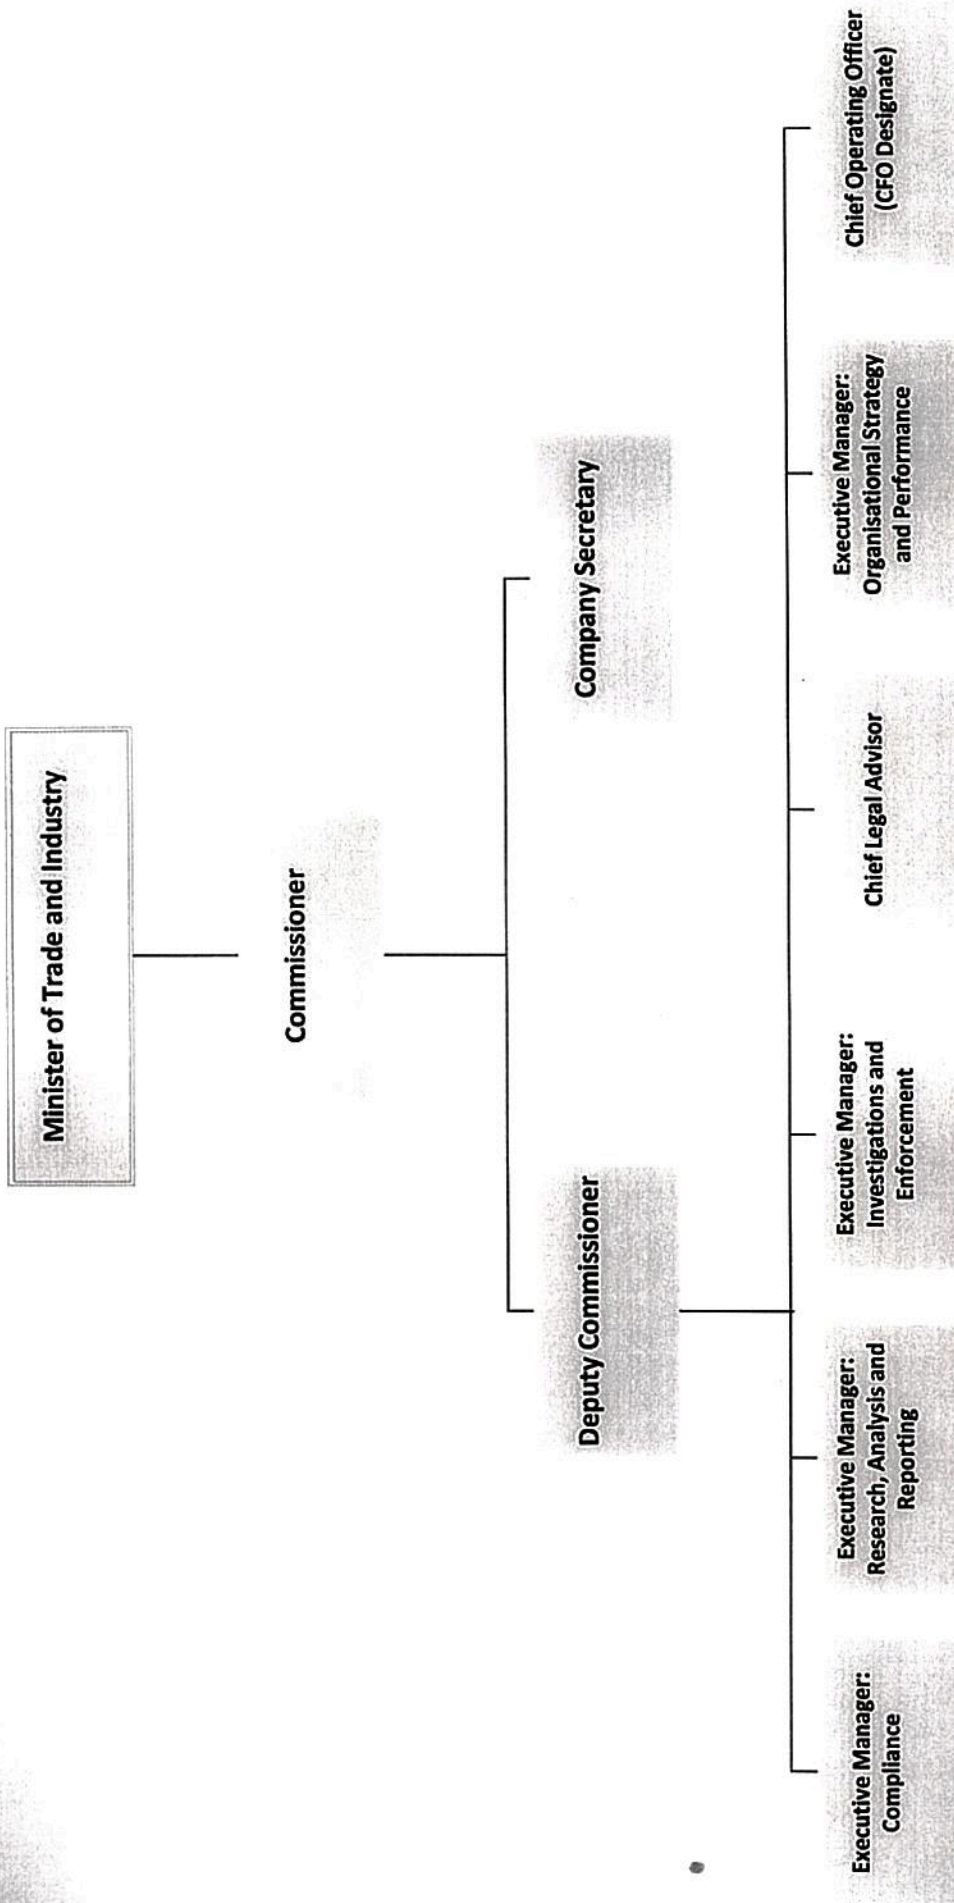 Minister of Trade and Industry
Commissioner
Deputy Commissioner
Company Secretary
Executive Manager:
Compliance
Executive Manager:
Research, Analysis and
Reporting
Executive Manager:
Investigations and
Enforcement
Chief Legal Advisor
Executive Manager:
Organisational Strategy
and Performance
Chief Operating Officer
(CFO Designate)